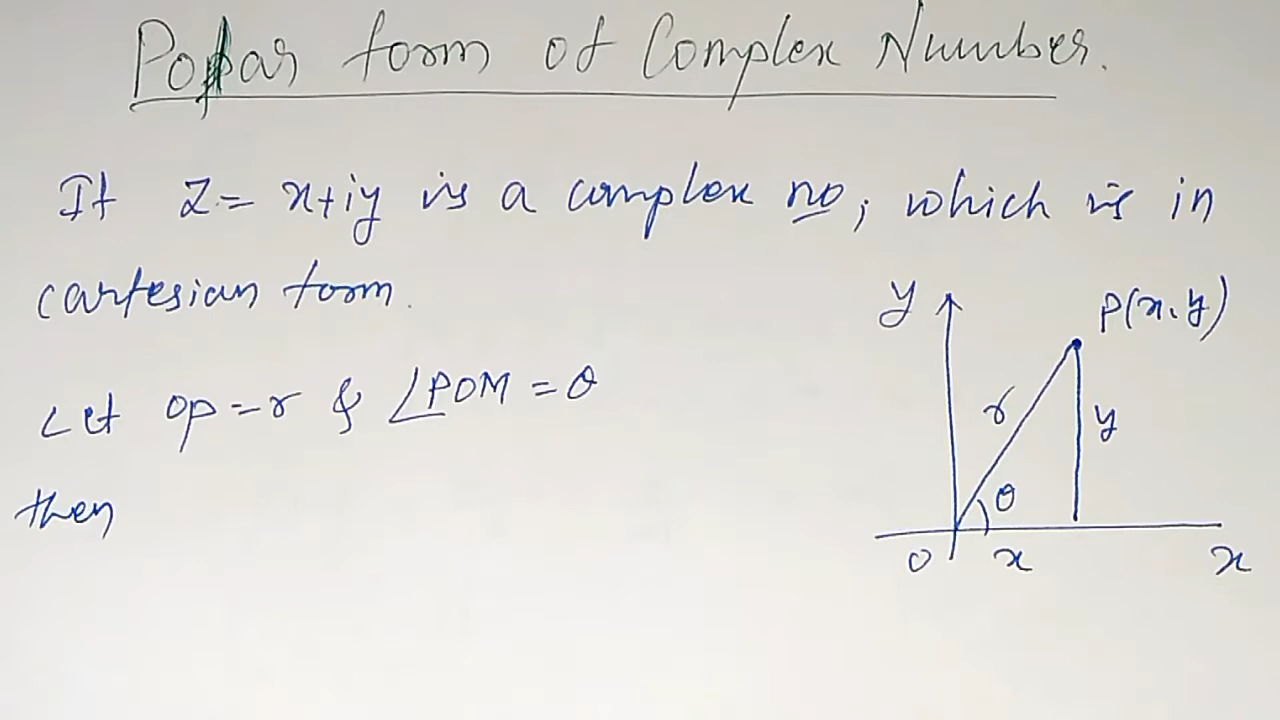 Polar form of Complex Number.
If z = x+iy is a complex no, which is in
cartesian form.
Let op = r & ∠POM = θ
then
y
P(x, y)
r
y
θ
o x x